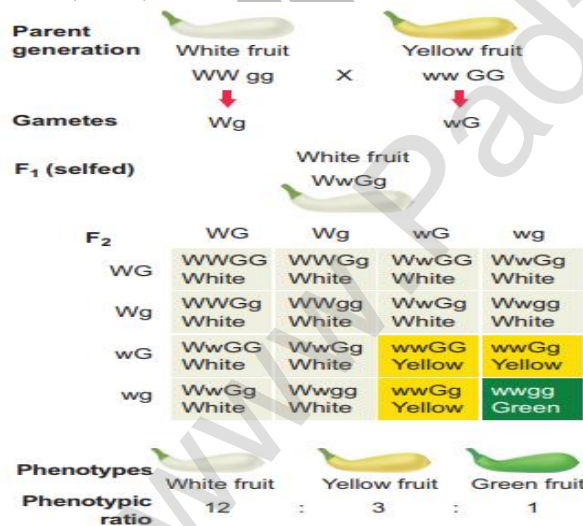 Parent generation
White fruit Yellow fruit
WW gg X ww GG
Gametes Wg wG
F₁ (selfed)
White fruit
WwGg
F₂ WG Wg wG wg
WG WWGG White WWGg White WwGG White WwGg White
Wg WWGg White WWgg White WwGg White Wwgg White
wG WwGG White WwGg White wwGG Yellow wwGg Yellow
wg WwGg White Wwgg White wwGg Yellow wwgg Green
Phenotypes
White fruit Yellow fruit Green fruit
Phenotypic ratio 12 : 3 : 1
www.Pad